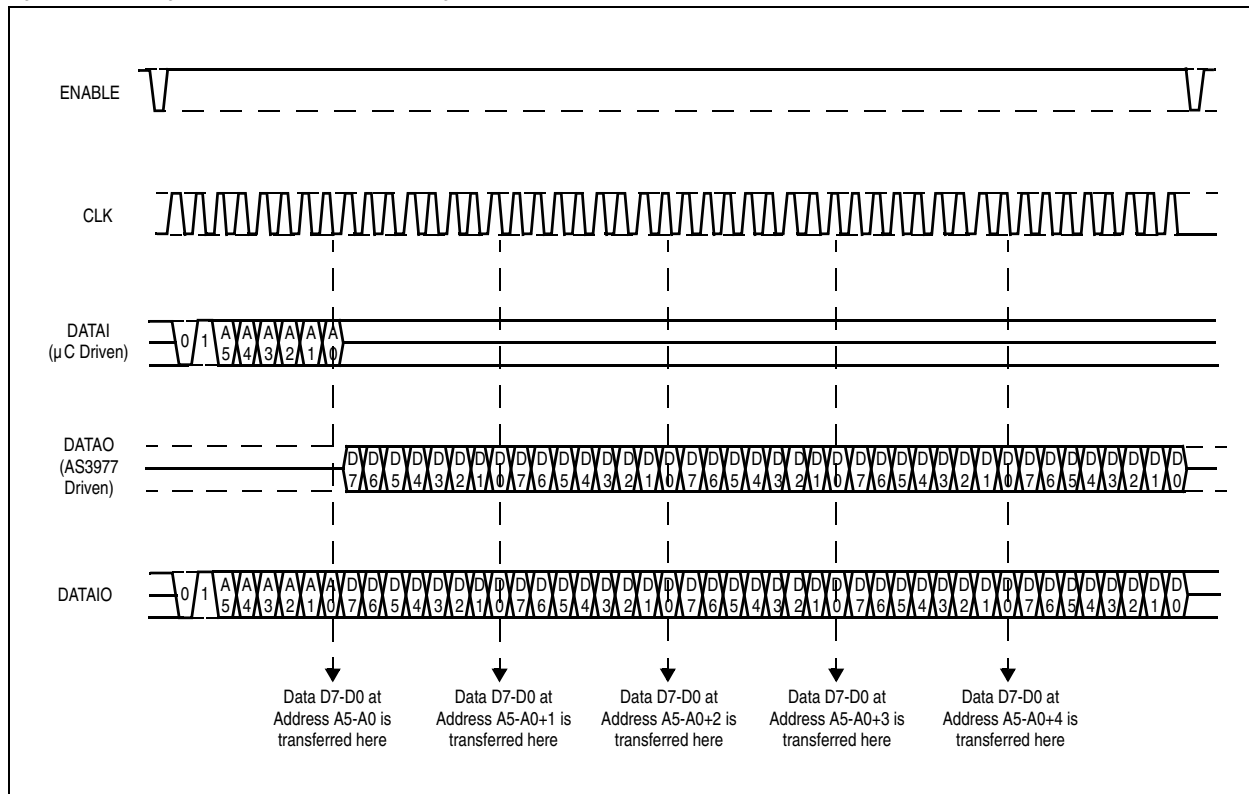 ENABLE
CLK
DATAI
(µC Driven)
0 1 A5 A4 A3 A2 A1 A0
DATAO
(AS3977
Driven)
D7 D6 D5 D4 D3 D2 D1 D0 D7 D6 D5 D4 D3 D2 D1 D0 D7 D6 D5 D4 D3 D2 D1 D0 D7 D6 D5 D4 D3 D2 D1 D0 D7 D6 D5 D4 D3 D2 D1 D0
DATAIO
0 1 A5 A4 A3 A2 A1 A0 D7 D6 D5 D4 D3 D2 D1 D0 D7 D6 D5 D4 D3 D2 D1 D0 D7 D6 D5 D4 D3 D2 D1 D0 D7 D6 D5 D4 D3 D2 D1 D0 D7 D6 D5 D4 D3 D2 D1 D0
Data D7-D0 at
Address A5-A0 is
transferred here
Data D7-D0 at
Address A5-A0+1 is
transferred here
Data D7-D0 at
Address A5-A0+2 is
transferred here
Data D7-D0 at
Address A5-A0+3 is
transferred here
Data D7-D0 at
Address A5-A0+4 is
transferred here